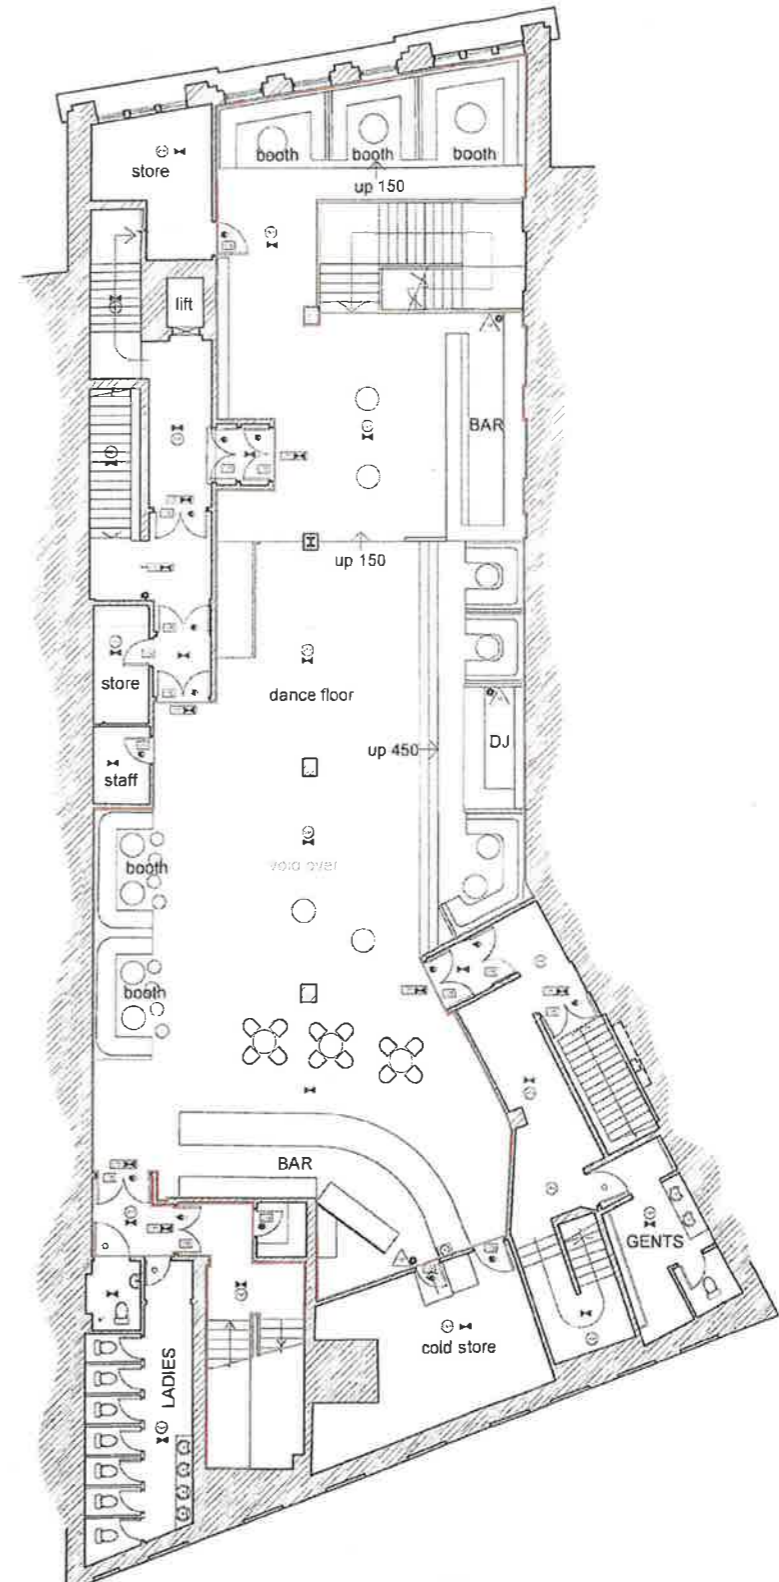 booth
booth
booth
store
up 150
lift
BAR
up 150
store
dance floor
DJ
up 450
staff
void over
booth
booth
BAR
GENTS
cold store
LADIES